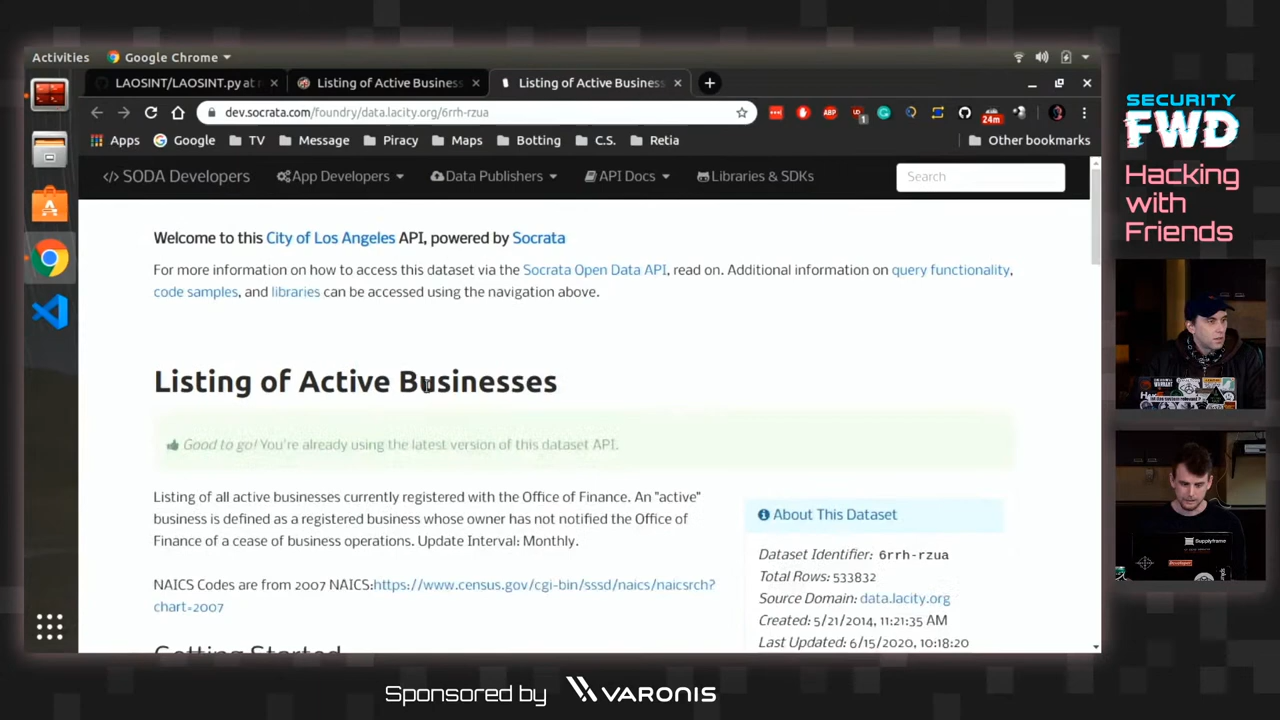 Activities
Google Chrome
LAOSINT/LAOSINT.py at r
Listing of Active Business
Listing of Active Business
dev.socrata.com/foundry/data.lacity.org/6rrh-rzua
ABP
1
24m
Apps
Google
TV
Message
Piracy
Maps
Botting
C.S.
Retia
Other bookmarks
</> SODA Developers
App Developers
Data Publishers
API Docs
Libraries & SDKs
Search
Welcome to this City of Los Angeles API, powered by Socrata
For more information on how to access this dataset via the Socrata Open Data API, read on. Additional information on query functionality,
code samples, and libraries can be accessed using the navigation above.
Listing of Active Businesses
Good to go! You're already using the latest version of this dataset API.
Listing of all active businesses currently registered with the Office of Finance. An "active"
business is defined as a registered business whose owner has not notified the Office of
Finance of a cease of business operations. Update Interval: Monthly.
NAICS Codes are from 2007 NAICS:https://www.census.gov/cgi-bin/sssd/naics/naicsrch?
chart=2007
Getting Started
About This Dataset
Dataset Identifier: 6rrh-rzua
Total Rows: 533832
Source Domain: data.lacity.org
Created: 5/21/2014, 11:21:35 AM
Last Updated: 6/15/2020, 10:18:20
SECURITY
FWD
Hacking
with
Friends
Supplyframe
Sponsored by
VARONIS